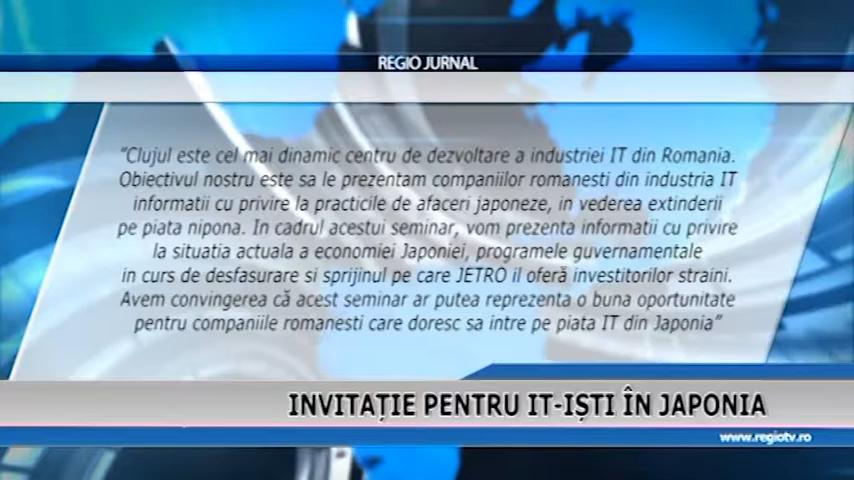 REGIO JURNAL
"Clujul este cel mai dinamic centru de dezvoltare a industriei IT din Romania.
Obiectivul nostru este sa le prezentam companiilor romanesti din industria IT
informatii cu privire la practicile de afaceri japoneze, in vederea extinderii
pe piata nipona. In cadrul acestui seminar, vom prezenta informatii cu privire
la situatia actuala a economiei Japoniei, programele guvernamentale
in curs de desfasurare si sprijinul pe care JETRO il oferă investitorilor straini.
Avem convingerea că acest seminar ar putea reprezenta o buna oportunitate
pentru companiile romanesti care doresc sa intre pe piata IT din Japonia"
INVITAȚIE PENTRU IT-IȘTI ÎN JAPONIA
www.regiotv.ro